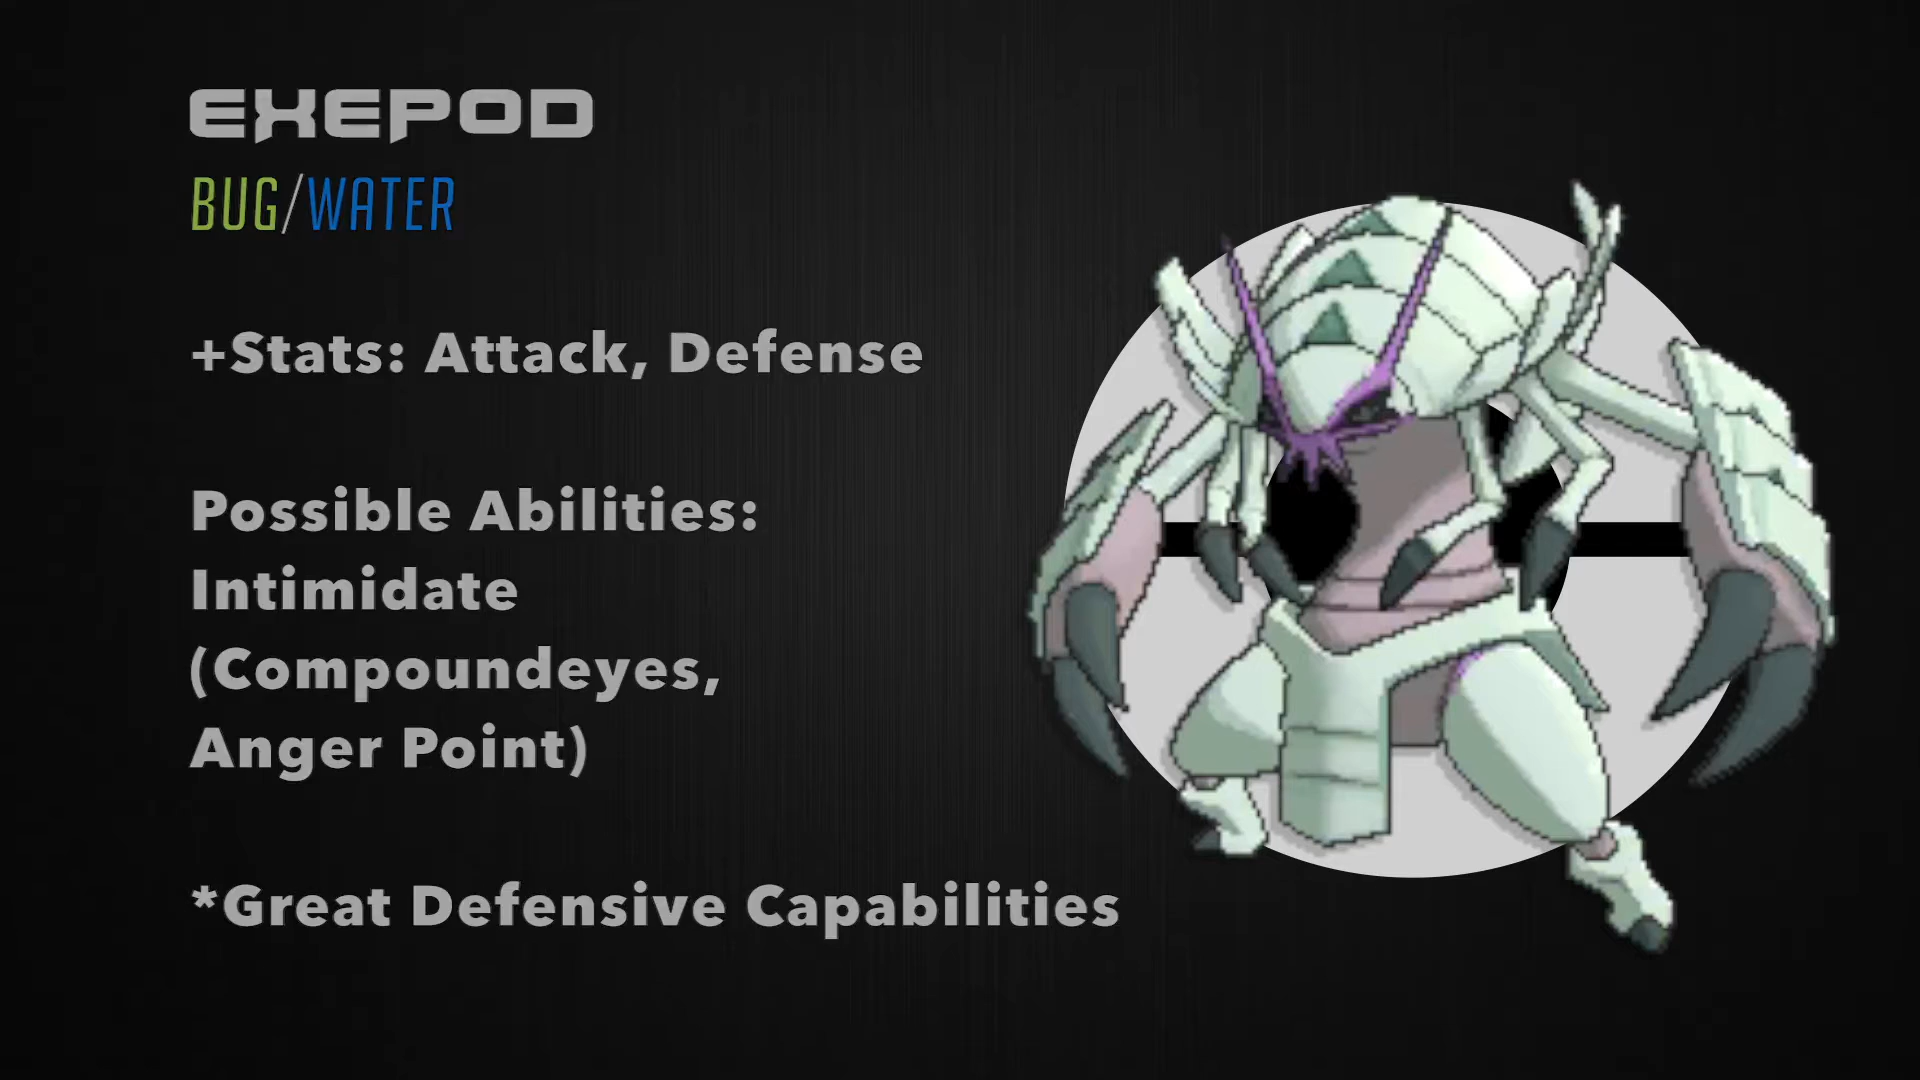 EXEPOD
BUG/WATER
+Stats: Attack, Defense
Possible Abilities:
Intimidate
(Compoundeyes,
Anger Point)
*Great Defensive Capabilities